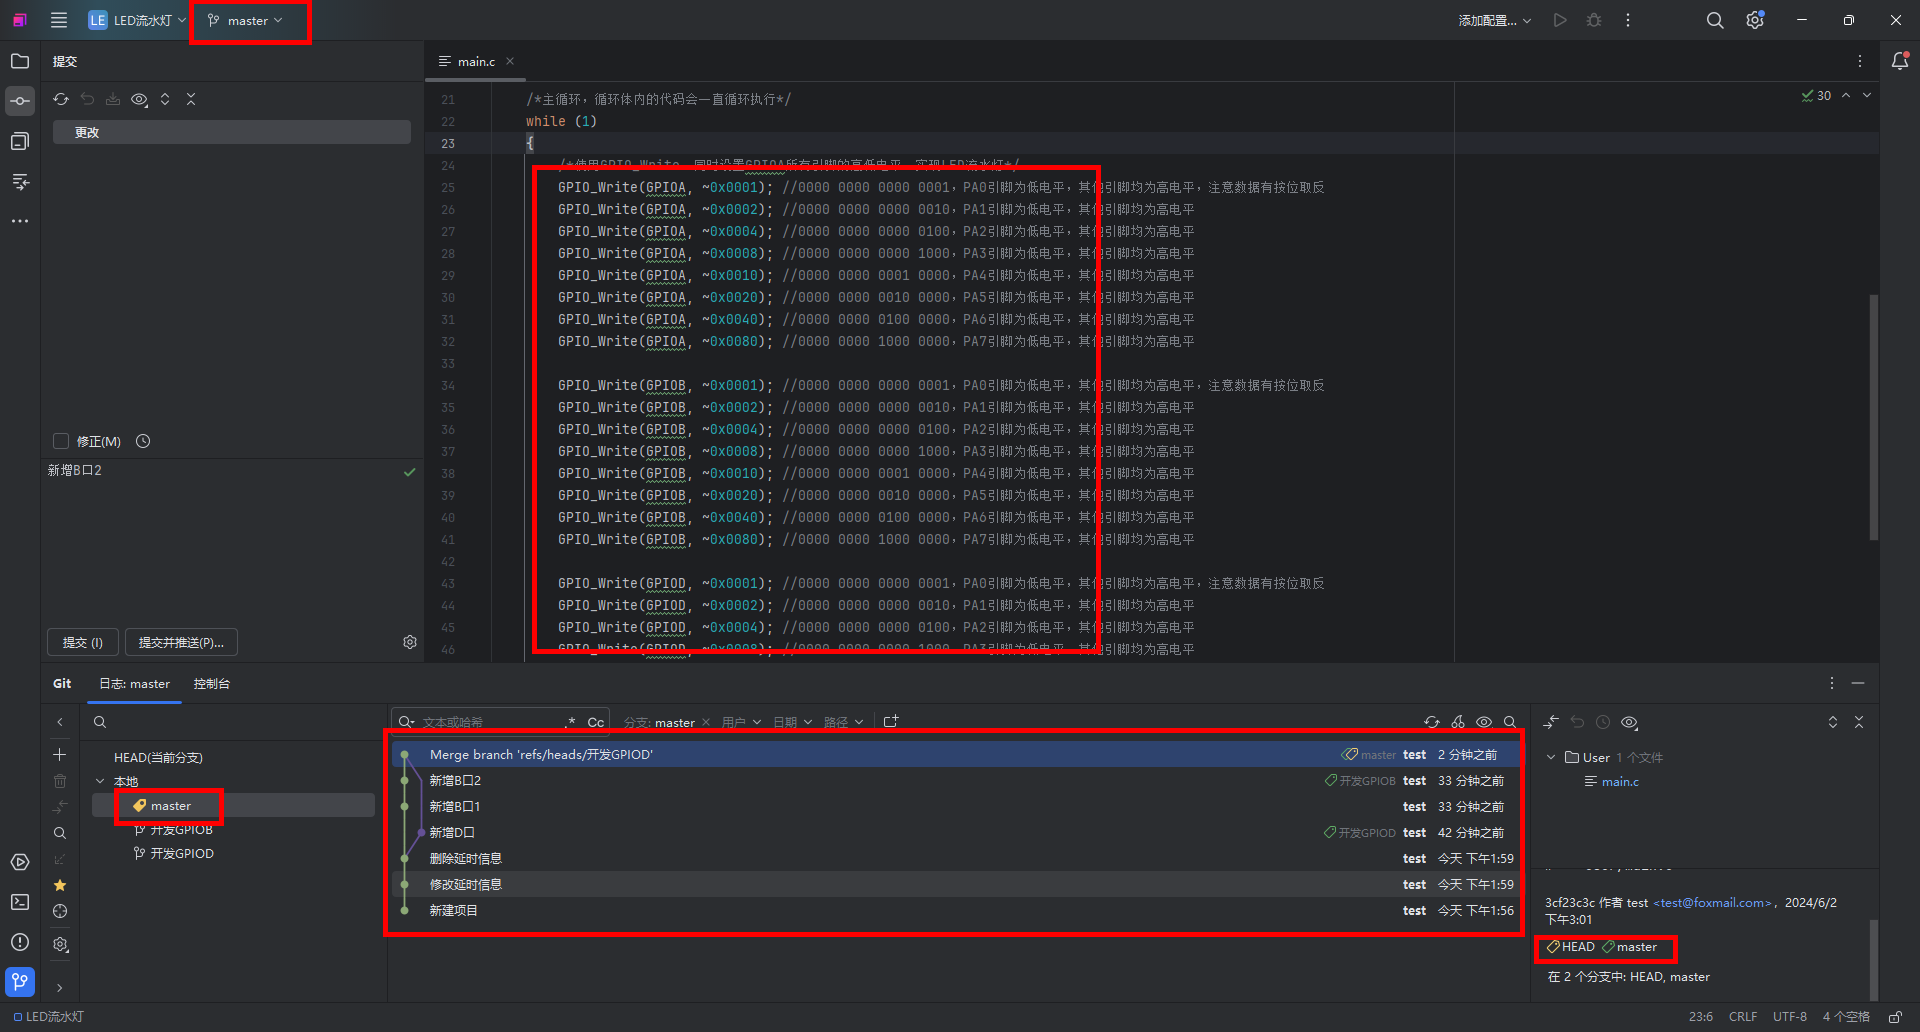 LE LED流水灯 master 添加配置...
提交
main.c
更改
30
21 /*主循环，循环体内的代码会一直循环执行*/
22 while (1)
23 {
24 /*使用GPIO_Write，同时设置GPIOA所有引脚的高低电平，实现LED流水灯*/
25 GPIO_Write(GPIOA, ~0x0001); //0000 0000 0000 0001，PA0引脚为低电平，其他引脚均为高电平，注意数据有按位取反
26 GPIO_Write(GPIOA, ~0x0002); //0000 0000 0000 0010，PA1引脚为低电平，其他引脚均为高电平
27 GPIO_Write(GPIOA, ~0x0004); //0000 0000 0000 0100，PA2引脚为低电平，其他引脚均为高电平
28 GPIO_Write(GPIOA, ~0x0008); //0000 0000 0000 1000，PA3引脚为低电平，其他引脚均为高电平
29 GPIO_Write(GPIOA, ~0x0010); //0000 0000 0001 0000，PA4引脚为低电平，其他引脚均为高电平
30 GPIO_Write(GPIOA, ~0x0020); //0000 0000 0010 0000，PA5引脚为低电平，其他引脚均为高电平
31 GPIO_Write(GPIOA, ~0x0040); //0000 0000 0100 0000，PA6引脚为低电平，其他引脚均为高电平
32 GPIO_Write(GPIOA, ~0x0080); //0000 0000 1000 0000，PA7引脚为低电平，其他引脚均为高电平
33
34 GPIO_Write(GPIOB, ~0x0001); //0000 0000 0000 0001，PA0引脚为低电平，其他引脚均为高电平，注意数据有按位取反
35 GPIO_Write(GPIOB, ~0x0002); //0000 0000 0000 0010，PA1引脚为低电平，其他引脚均为高电平
36 GPIO_Write(GPIOB, ~0x0004); //0000 0000 0000 0100，PA2引脚为低电平，其他引脚均为高电平
37 GPIO_Write(GPIOB, ~0x0008); //0000 0000 0000 1000，PA3引脚为低电平，其他引脚均为高电平
38 GPIO_Write(GPIOB, ~0x0010); //0000 0000 0001 0000，PA4引脚为低电平，其他引脚均为高电平
39 GPIO_Write(GPIOB, ~0x0020); //0000 0000 0010 0000，PA5引脚为低电平，其他引脚均为高电平
40 GPIO_Write(GPIOB, ~0x0040); //0000 0000 0100 0000，PA6引脚为低电平，其他引脚均为高电平
41 GPIO_Write(GPIOB, ~0x0080); //0000 0000 1000 0000，PA7引脚为低电平，其他引脚均为高电平
42
43 GPIO_Write(GPIOD, ~0x0001); //0000 0000 0000 0001，PA0引脚为低电平，其他引脚均为高电平，注意数据有按位取反
44 GPIO_Write(GPIOD, ~0x0002); //0000 0000 0000 0010，PA1引脚为低电平，其他引脚均为高电平
45 GPIO_Write(GPIOD, ~0x0004); //0000 0000 0000 0100，PA2引脚为低电平，其他引脚均为高电平
46 GPIO_Write(GPIOD, ~0x0008); //0000 0000 0000 1000，PA3引脚为低电平，其他引脚均为高电平
修正(M)
新增B口2
提交 (I) 提交并推送(P)...
Git 日志: master 控制台
文本或哈希 .* Cc 分支: master 用户 日期 路径
HEAD(当前分支)
本地
master
开发GPIOB
开发GPIOD
Merge branch 'refs/heads/开发GPIOD' master test 2 分钟之前
新增B口2 开发GPIOB test 33 分钟之前
新增B口1 test 33 分钟之前
新增D口 开发GPIOD test 42 分钟之前
删除延时信息 test 今天 下午1:59
修改延时信息 test 今天 下午1:59
新建项目 test 今天 下午1:56
User 1 个文件
main.c
3cf23c3c 作者 test <test@foxmail.com>，2024/6/2
下午3:01
HEAD master
在 2 个分支中: HEAD, master
LED流水灯 23:6 CRLF UTF-8 4 个空格